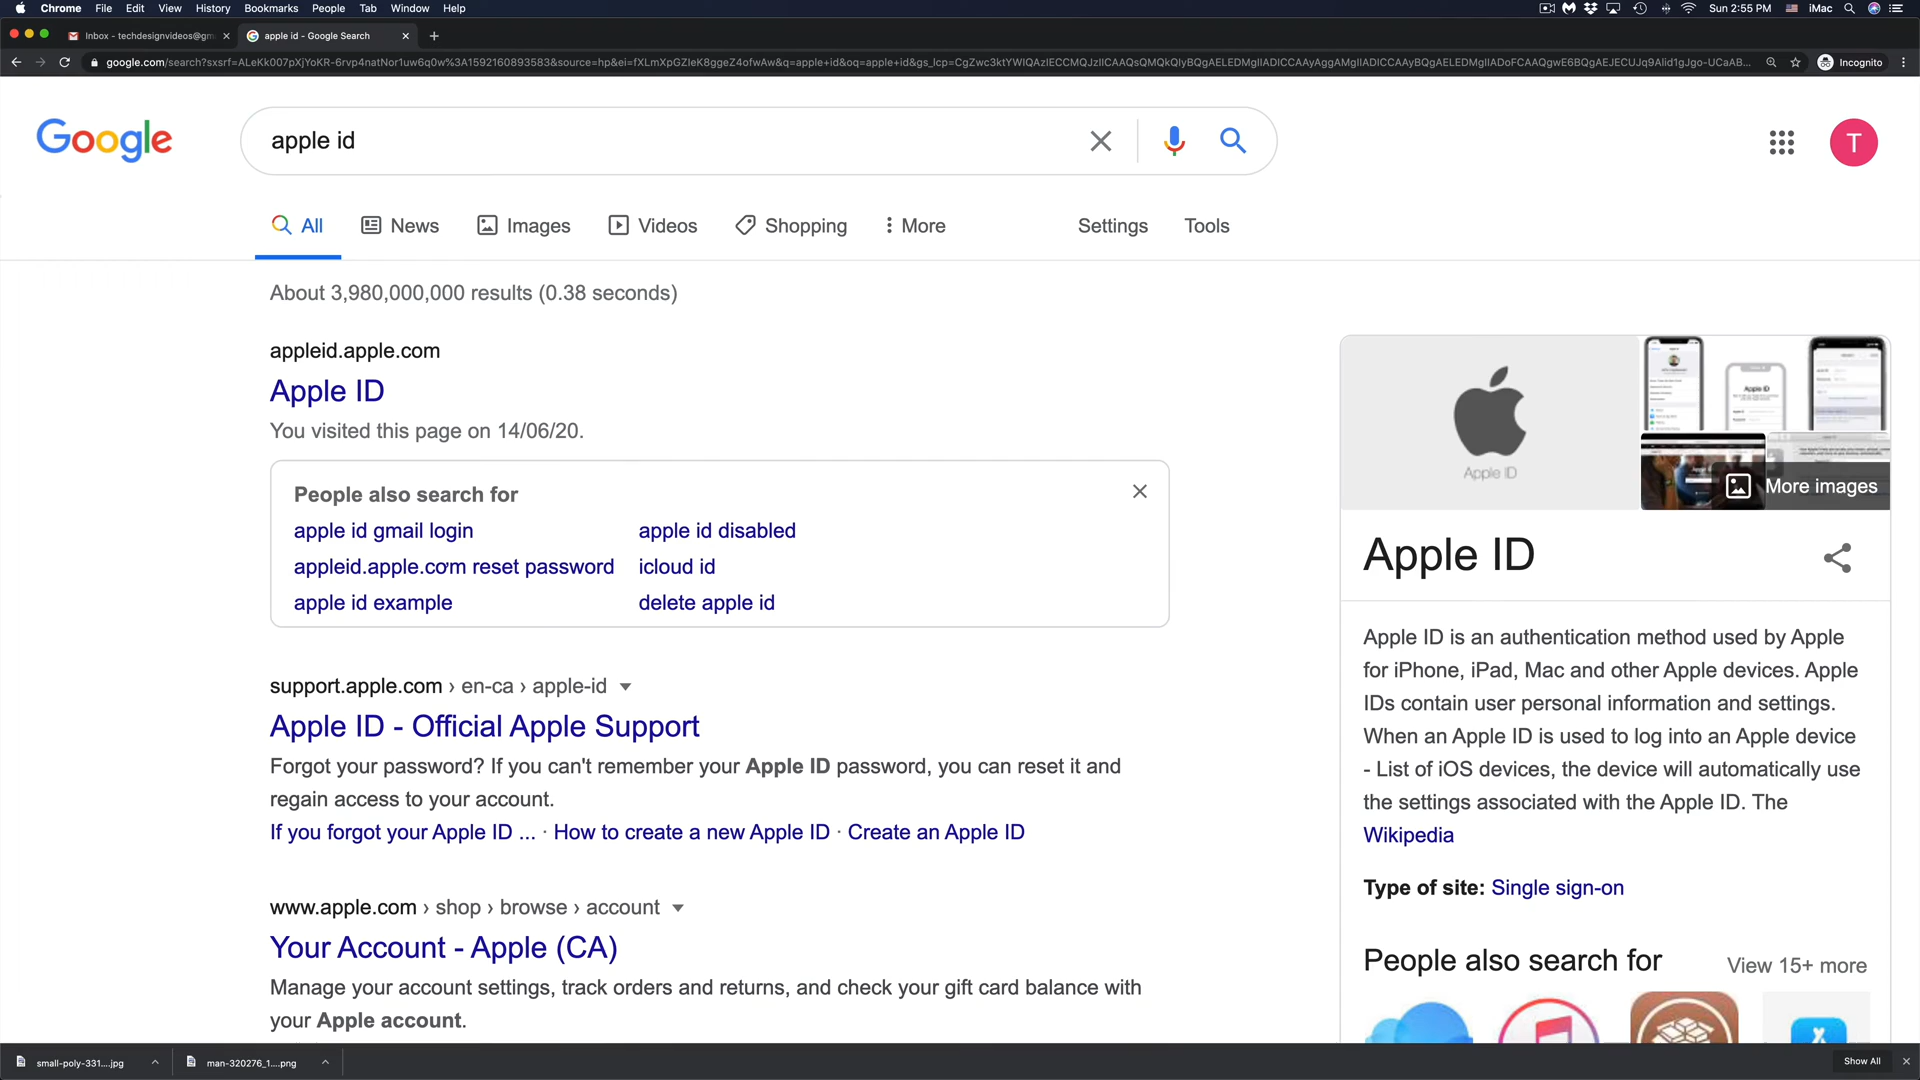 Chrome File Edit View History Bookmarks People Tab Window Help
Sun 2:55 PM iMac
Inbox - techdesignvideos@gm
apple id - Google Search
Incognito
Google
apple id
T
All News Images Videos Shopping More Settings Tools
About 3,980,000,000 results (0.38 seconds)
appleid.apple.com
Apple ID
You visited this page on 14/06/20.
People also search for
apple id gmail login
apple id disabled
appleid.apple.com reset password
icloud id
apple id example
delete apple id
support.apple.com › en-ca › apple-id
Apple ID - Official Apple Support
Forgot your password? If you can't remember your Apple ID password, you can reset it and
regain access to your account.
If you forgot your Apple ID ... · How to create a new Apple ID · Create an Apple ID
www.apple.com › shop › browse › account
Your Account - Apple (CA)
Manage your account settings, track orders and returns, and check your gift card balance with
your Apple account.
Apple ID
More images
Apple ID
Apple ID is an authentication method used by Apple
for iPhone, iPad, Mac and other Apple devices. Apple
IDs contain user personal information and settings.
When an Apple ID is used to log into an Apple device
- List of iOS devices, the device will automatically use
the settings associated with the Apple ID. The
Wikipedia
Type of site: Single sign-on
People also search for
View 15+ more
small-poly-331....jpg
man-320276_1....png
Show All